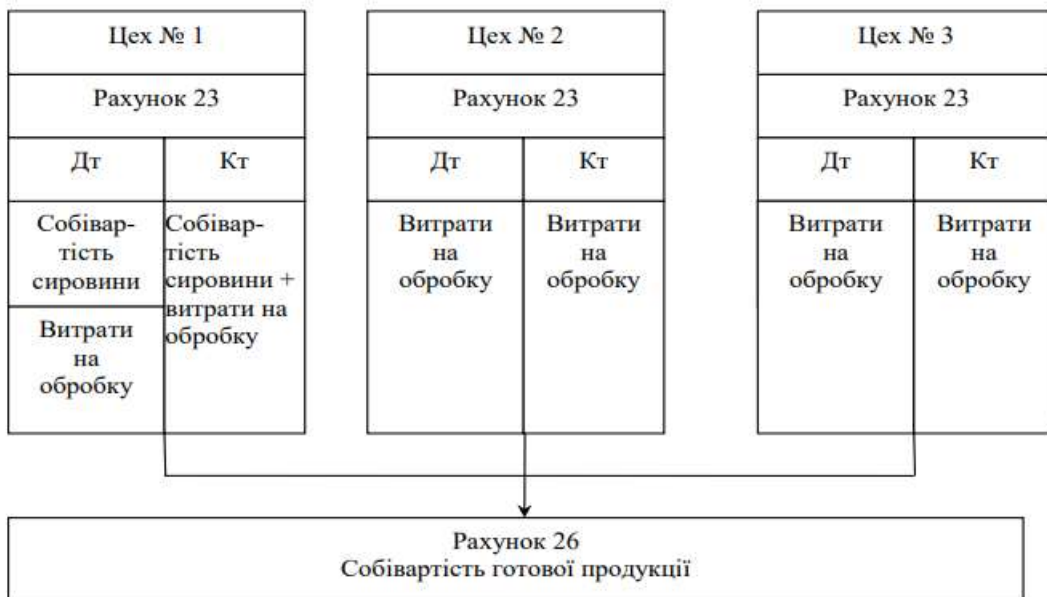 Цех № 1
Рахунок 23
Дт
Кт
Собівар-
тість
сировини
Витрати
на
обробку
Собівар-
тість
сировини +
витрати на
обробку
Цех № 2
Рахунок 23
Дт
Кт
Витрати
на
обробку
Витрати
на
обробку
Цех № 3
Рахунок 23
Дт
Кт
Витрати
на
обробку
Витрати
на
обробку
Рахунок 26
Собівартість готової продукції